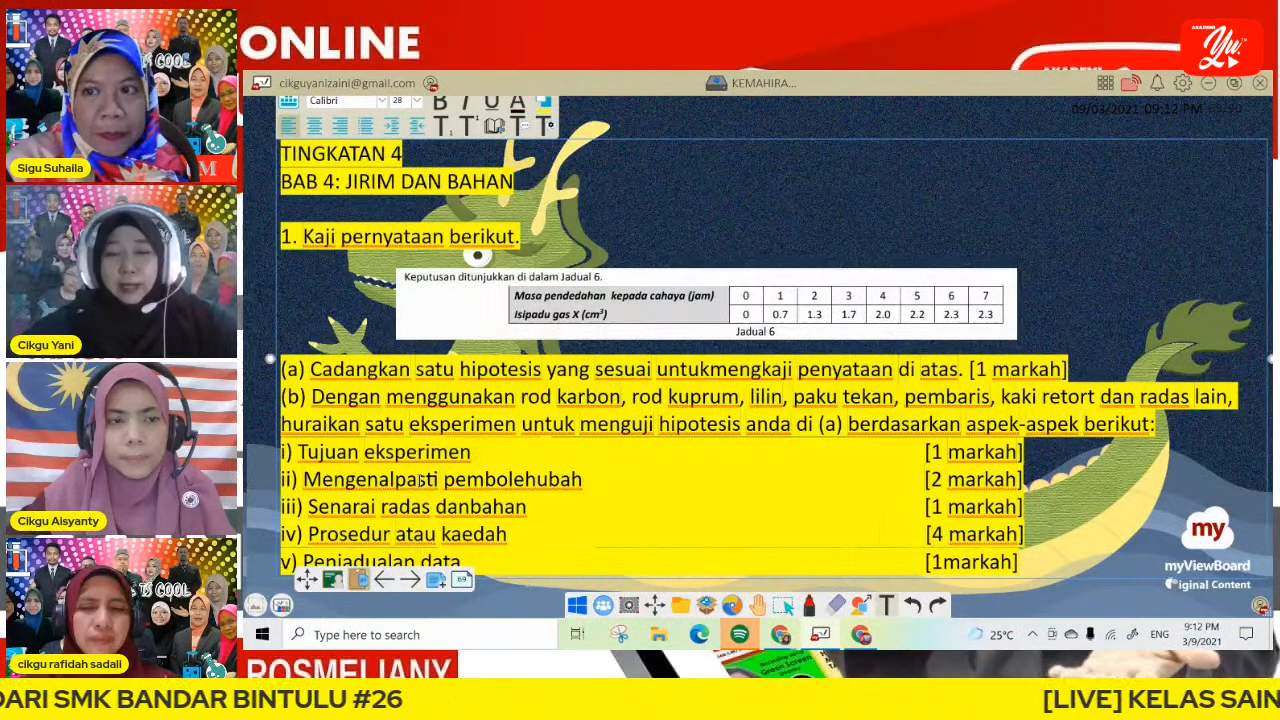 ONLINE
AKADEMI
Yu
cikguyanizaini@gmail.com
KEMAHIRA...
Calibri
28
09/03/2021 09:12 PM
TINGKATAN 4
BAB 4: JIRIM DAN BAHAN
1. Kaji pernyataan berikut.
Keputusan ditunjukkan di dalam Jadual 6.
Masa pendedahan kepada cahaya (jam) 0 1 2 3 4 5 6 7
Isipadu gas X (cm³) 0 0.7 1.3 1.7 2.0 2.2 2.3 2.3
Jadual 6
(a) Cadangkan satu hipotesis yang sesuai untukmengkaji penyataan di atas. [1 markah]
(b) Dengan menggunakan rod karbon, rod kuprum, lilin, paku tekan, pembaris, kaki retort dan radas lain,
huraikan satu eksperimen untuk menguji hipotesis anda di (a) berdasarkan aspek-aspek berikut:
i) Tujuan eksperimen [1 markah]
ii) Mengenalpasti pembolehubah [2 markah]
iii) Senarai radas danbahan [1 markah]
iv) Prosedur atau kaedah [4 markah]
v) Penjadualan data [1markah]
69
my
myViewBoard
Original Content
Sigu Suhaila
Cikgu Yani
Cikgu Aisyanty
IS COOL
cikgu rafidah sadali
Type here to search
25°C
ENG
9:12 PM
3/9/2021
ROSMELIANY
DARI SMK BANDAR BINTULU #26
[LIVE] KELAS SAIN